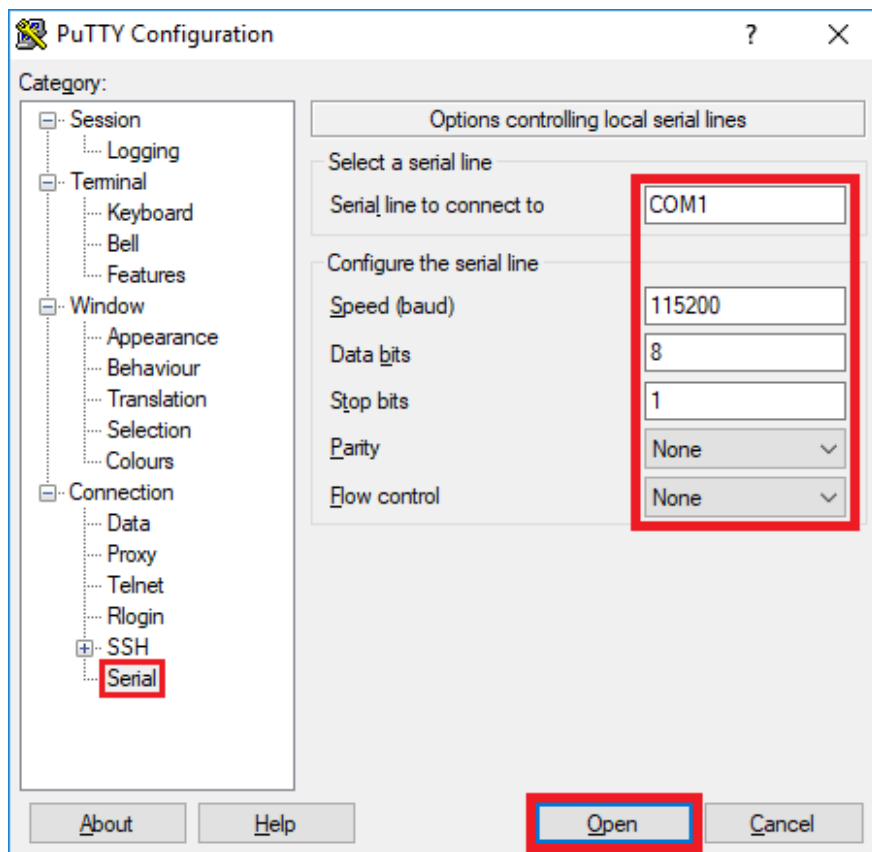 PuTTY Configuration
?
Category:
Session
Logging
Terminal
Keyboard
Bell
Features
Window
Appearance
Behaviour
Translation
Selection
Colours
Connection
Data
Proxy
Telnet
Rlogin
SSH
Serial
Options controlling local serial lines
Select a serial line
Serial line to connect to COM1
Configure the serial line
Speed (baud) 115200
Data bits 8
Stop bits 1
Parity None
Flow control None
About Help Open Cancel